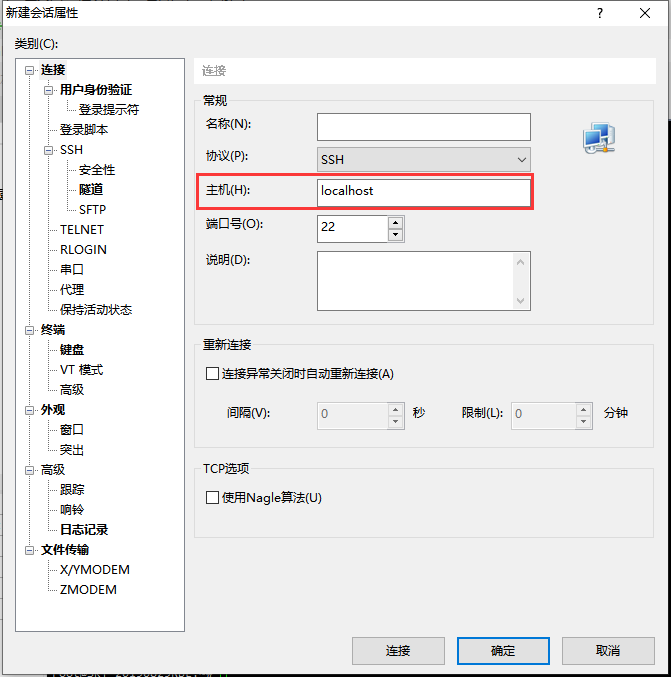 新建会话属性
类别(C):
连接
用户身份验证
登录提示符
登录脚本
SSH
安全性
隧道
SFTP
TELNET
RLOGIN
串口
代理
保持活动状态
终端
键盘
VT 模式
高级
外观
窗口
突出
高级
跟踪
响铃
日志记录
文件传输
X/YMODEM
ZMODEM
连接
常规
名称(N):
协议(P): SSH
主机(H): localhost
端口号(O): 22
说明(D):
重新连接
连接异常关闭时自动重新连接(A)
间隔(V): 0 秒 限制(L): 0 分钟
TCP选项
使用Nagle算法(U)
连接 确定 取消